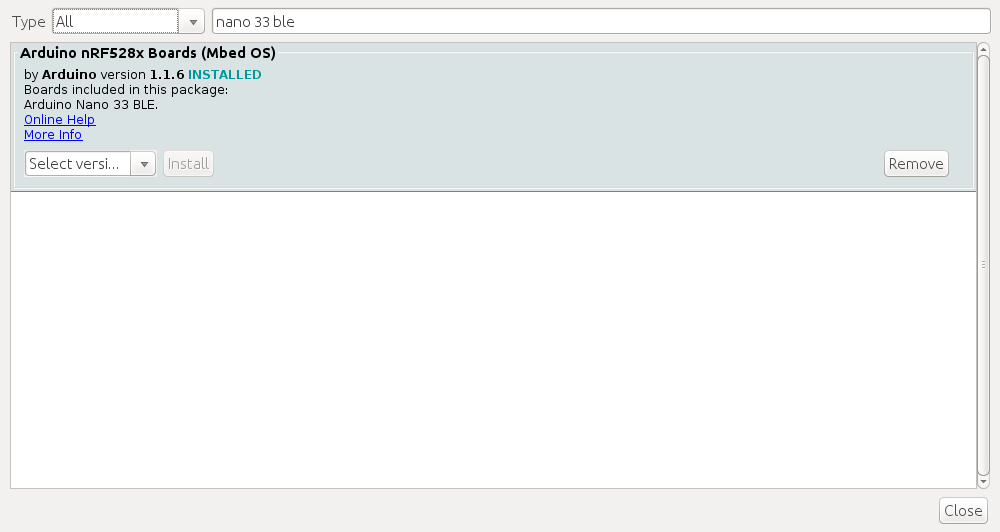 Type All nano 33 ble
Arduino nRF528x Boards (Mbed OS)
by Arduino version 1.1.6 INSTALLED
Boards included in this package:
Arduino Nano 33 BLE.
Online Help
More Info
Select versi... Install Remove
Close